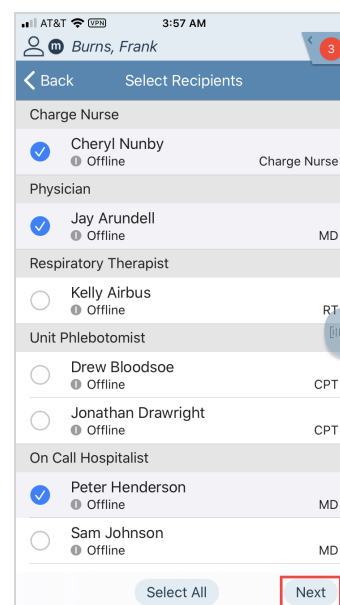 AT&T VPN 3:57 AM
m Burns, Frank 3
Back Select Recipients
Charge Nurse
Cheryl Nunby
Offline Charge Nurse
Physician
Jay Arundell
Offline MD
Respiratory Therapist
Kelly Airbus
Offline RT
Unit Phlebotomist
Drew Bloodsoe
Offline CPT
Jonathan Drawright
Offline CPT
On Call Hospitalist
Peter Henderson
Offline MD
Sam Johnson
Offline MD
Select All Next